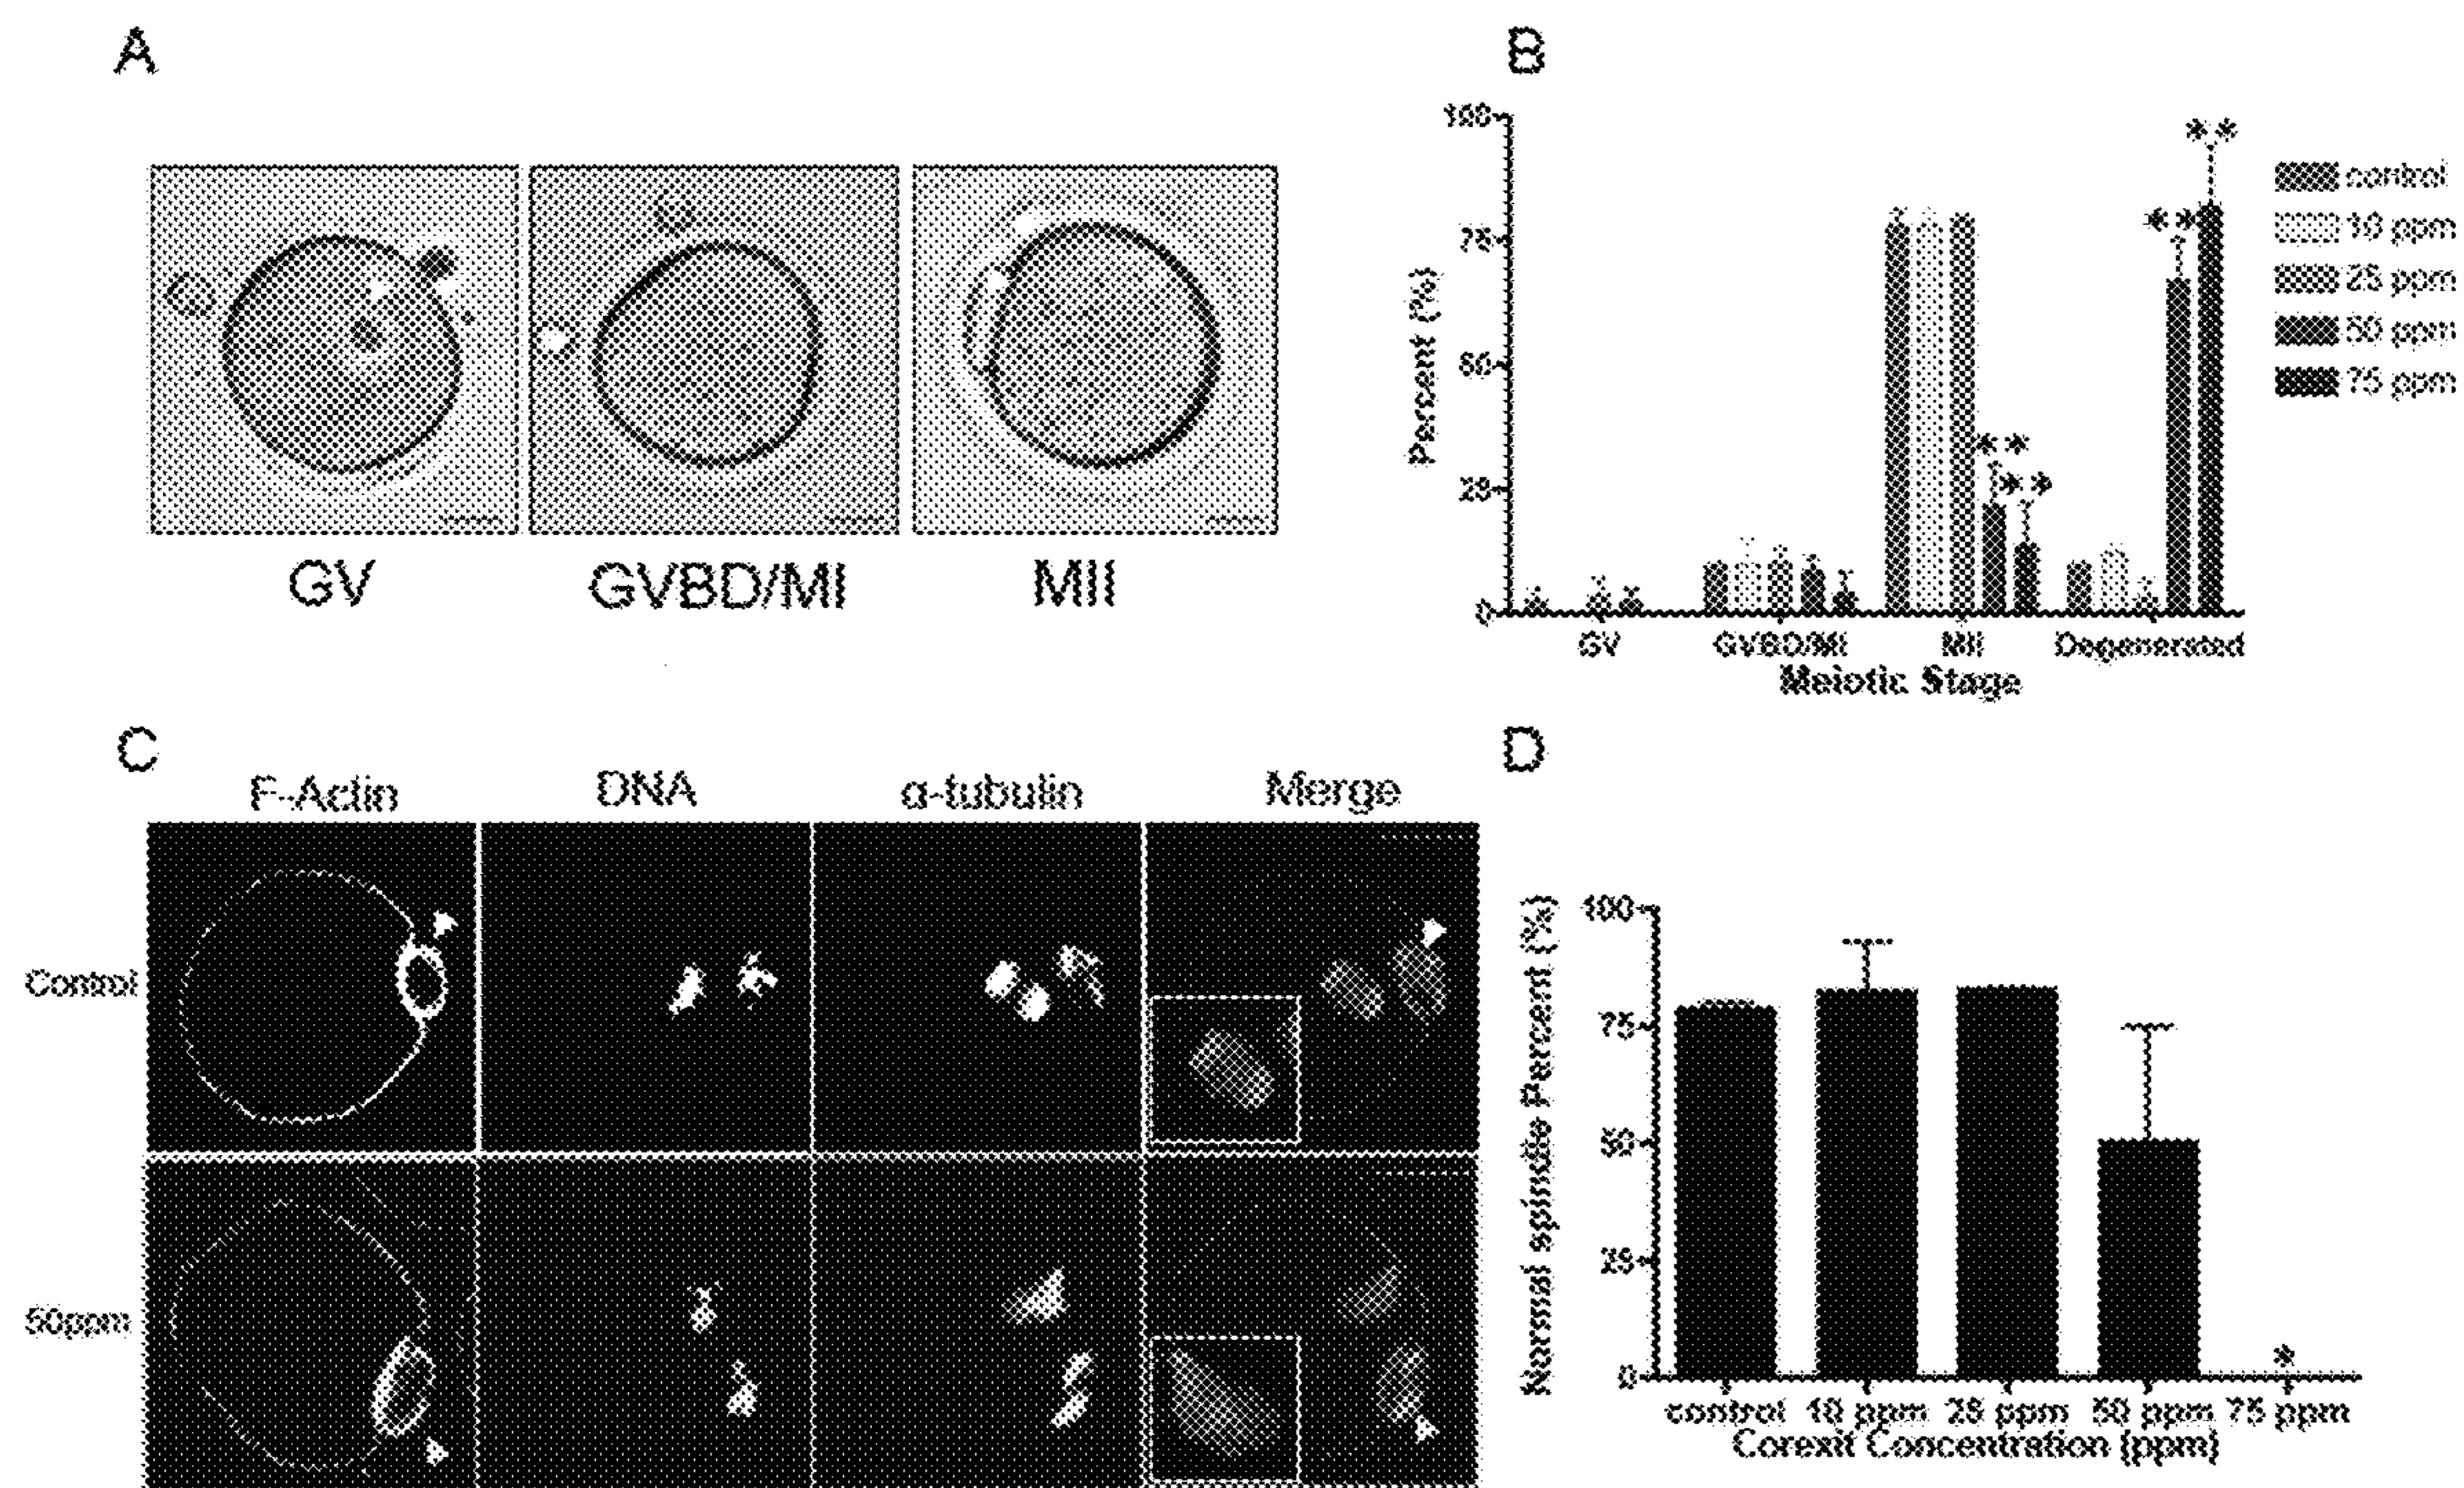 A
GV
GVBD/MI
MII
B
Percent (%)
100
75
50
25
0
GV
GVBD/MI
MII
Degenerated
Meiotic Stage
**
**
**
**
control
10 ppm
25 ppm
50 ppm
75 ppm
C
F-Actin
DNA
α-tubulin
Merge
Control
50ppm
D
Normal spindle Percent (%)
100
75
50
25
0
*
control 10 ppm 25 ppm 50 ppm 75 ppm
Corexit Concentration (ppm)